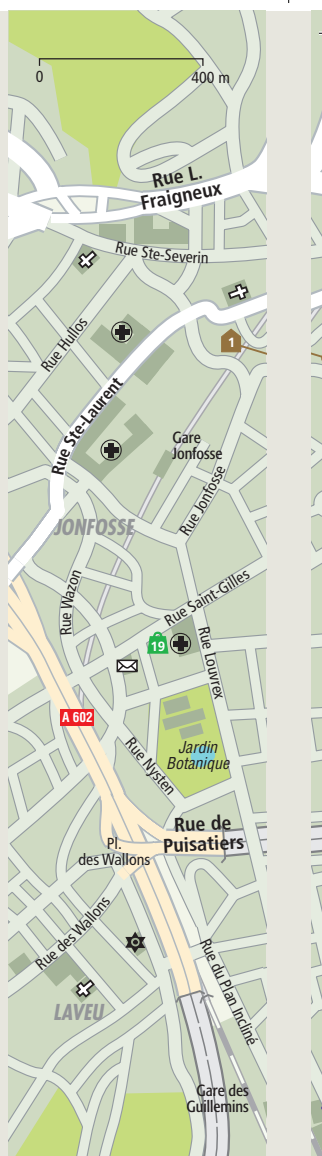 0
400 m
Rue L.
Fraigneux
Rue Ste-Severin
1
Rue Hullos
Rue Ste-Laurent
Gare
Jonfosse
Rue Jonfosse
JONFOSSE
Rue Wazon
Rue Saint-Gilles
19
Rue Louvrex
A 602
Rue Nysten
Jardin
Botanique
Rue de
Puisatiers
Pl.
des Wallons
Rue des Wallons
Rue du Plan Incliné
LAVEU
Gare des
Guillemins